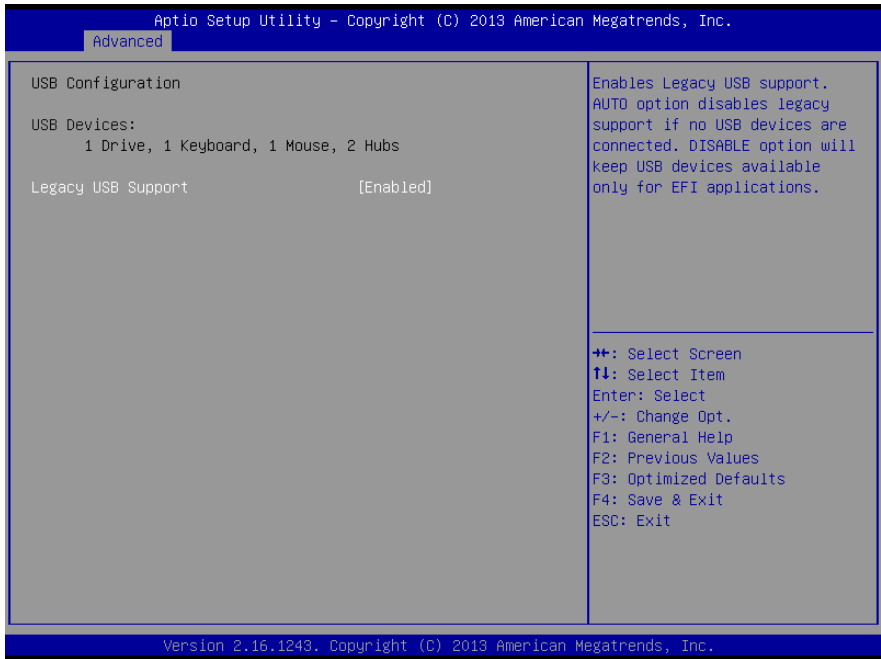 Aptio Setup Utility – Copyright (C) 2013 American Megatrends, Inc.
Advanced
USB Configuration
USB Devices:
1 Drive, 1 Keyboard, 1 Mouse, 2 Hubs
Legacy USB Support [Enabled]
Enables Legacy USB support.
AUTO option disables legacy
support if no USB devices are
connected. DISABLE option will
keep USB devices available
only for EFI applications.
→←: Select Screen
↑↓: Select Item
Enter: Select
+/-: Change Opt.
F1: General Help
F2: Previous Values
F3: Optimized Defaults
F4: Save & Exit
ESC: Exit
Version 2.16.1243. Copyright (C) 2013 American Megatrends, Inc.